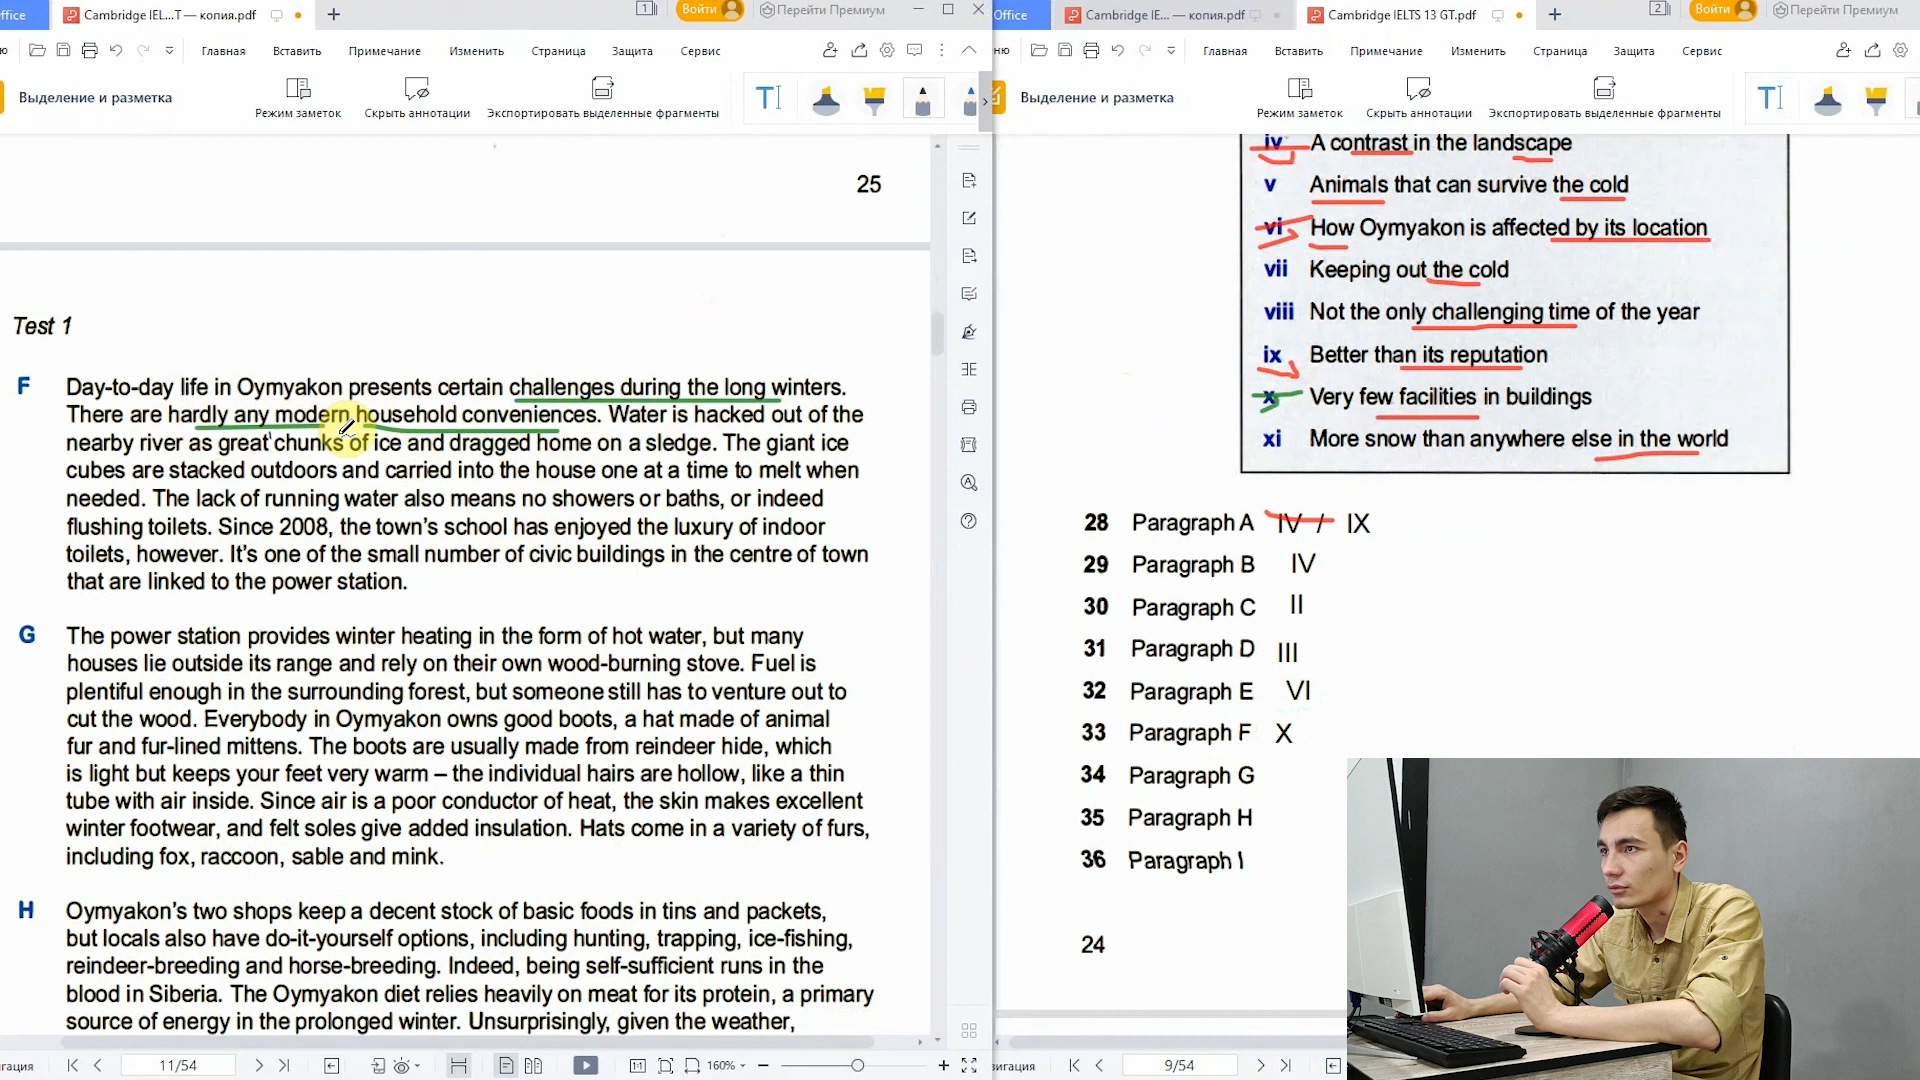 ffice
Cambridge IEL...T — копия.pdf
1
Войти
Перейти Премиум
Office
Cambridge IE... — копия.pdf
Cambridge IELTS 13 GT.pdf
2
Войти
Перейти Премиум
Главная Вставить Примечание Изменить Страница Защита Сервис
ню
Главная Вставить Примечание Изменить Страница Защита Сервис
Выделение и разметка
Режим заметок
Скрыть аннотации
Экспортировать выделенные фрагменты
Выделение и разметка
Режим заметок
Скрыть аннотации
Экспортировать выделенные фрагменты
25
Test 1
F Day-to-day life in Oymyakon presents certain challenges during the long winters.
There are hardly any modern household conveniences. Water is hacked out of the
nearby river as great chunks of ice and dragged home on a sledge. The giant ice
cubes are stacked outdoors and carried into the house one at a time to melt when
needed. The lack of running water also means no showers or baths, or indeed
flushing toilets. Since 2008, the town's school has enjoyed the luxury of indoor
toilets, however. It's one of the small number of civic buildings in the centre of town
that are linked to the power station.
G The power station provides winter heating in the form of hot water, but many
houses lie outside its range and rely on their own wood-burning stove. Fuel is
plentiful enough in the surrounding forest, but someone still has to venture out to
cut the wood. Everybody in Oymyakon owns good boots, a hat made of animal
fur and fur-lined mittens. The boots are usually made from reindeer hide, which
is light but keeps your feet very warm – the individual hairs are hollow, like a thin
tube with air inside. Since air is a poor conductor of heat, the skin makes excellent
winter footwear, and felt soles give added insulation. Hats come in a variety of furs,
including fox, raccoon, sable and mink.
H Oymyakon's two shops keep a decent stock of basic foods in tins and packets,
but locals also have do-it-yourself options, including hunting, trapping, ice-fishing,
reindeer-breeding and horse-breeding. Indeed, being self-sufficient runs in the
blood in Siberia. The Oymyakon diet relies heavily on meat for its protein, a primary
source of energy in the prolonged winter. Unsurprisingly, given the weather,
iv A contrast in the landscape
v Animals that can survive the cold
vi How Oymyakon is affected by its location
vii Keeping out the cold
viii Not the only challenging time of the year
ix Better than its reputation
x Very few facilities in buildings
xi More snow than anywhere else in the world
28 Paragraph A IV / IX
29 Paragraph B IV
30 Paragraph C II
31 Paragraph D III
32 Paragraph E VI
33 Paragraph F X
34 Paragraph G
35 Paragraph H
36 Paragraph I
24
игация
11/54
1:1
160%
вигация
9/54